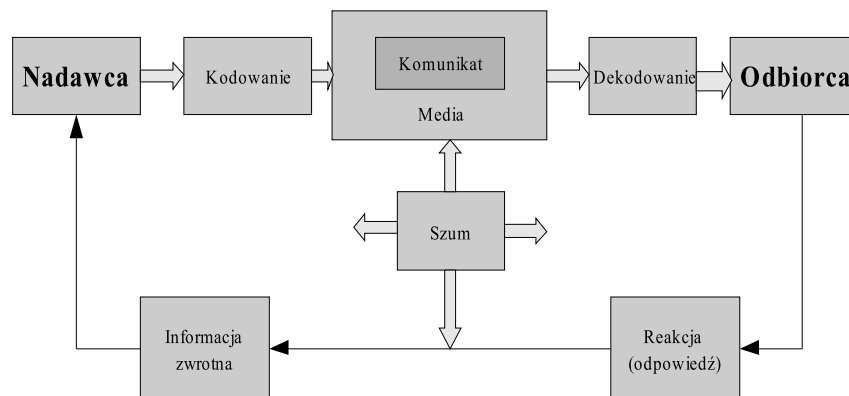 Nadawca
Kodowanie
Komunikat
Media
Dekodowanie
Odbiorca
Szum
Informacja
zwrotna
Reakcja
(odpowiedź)